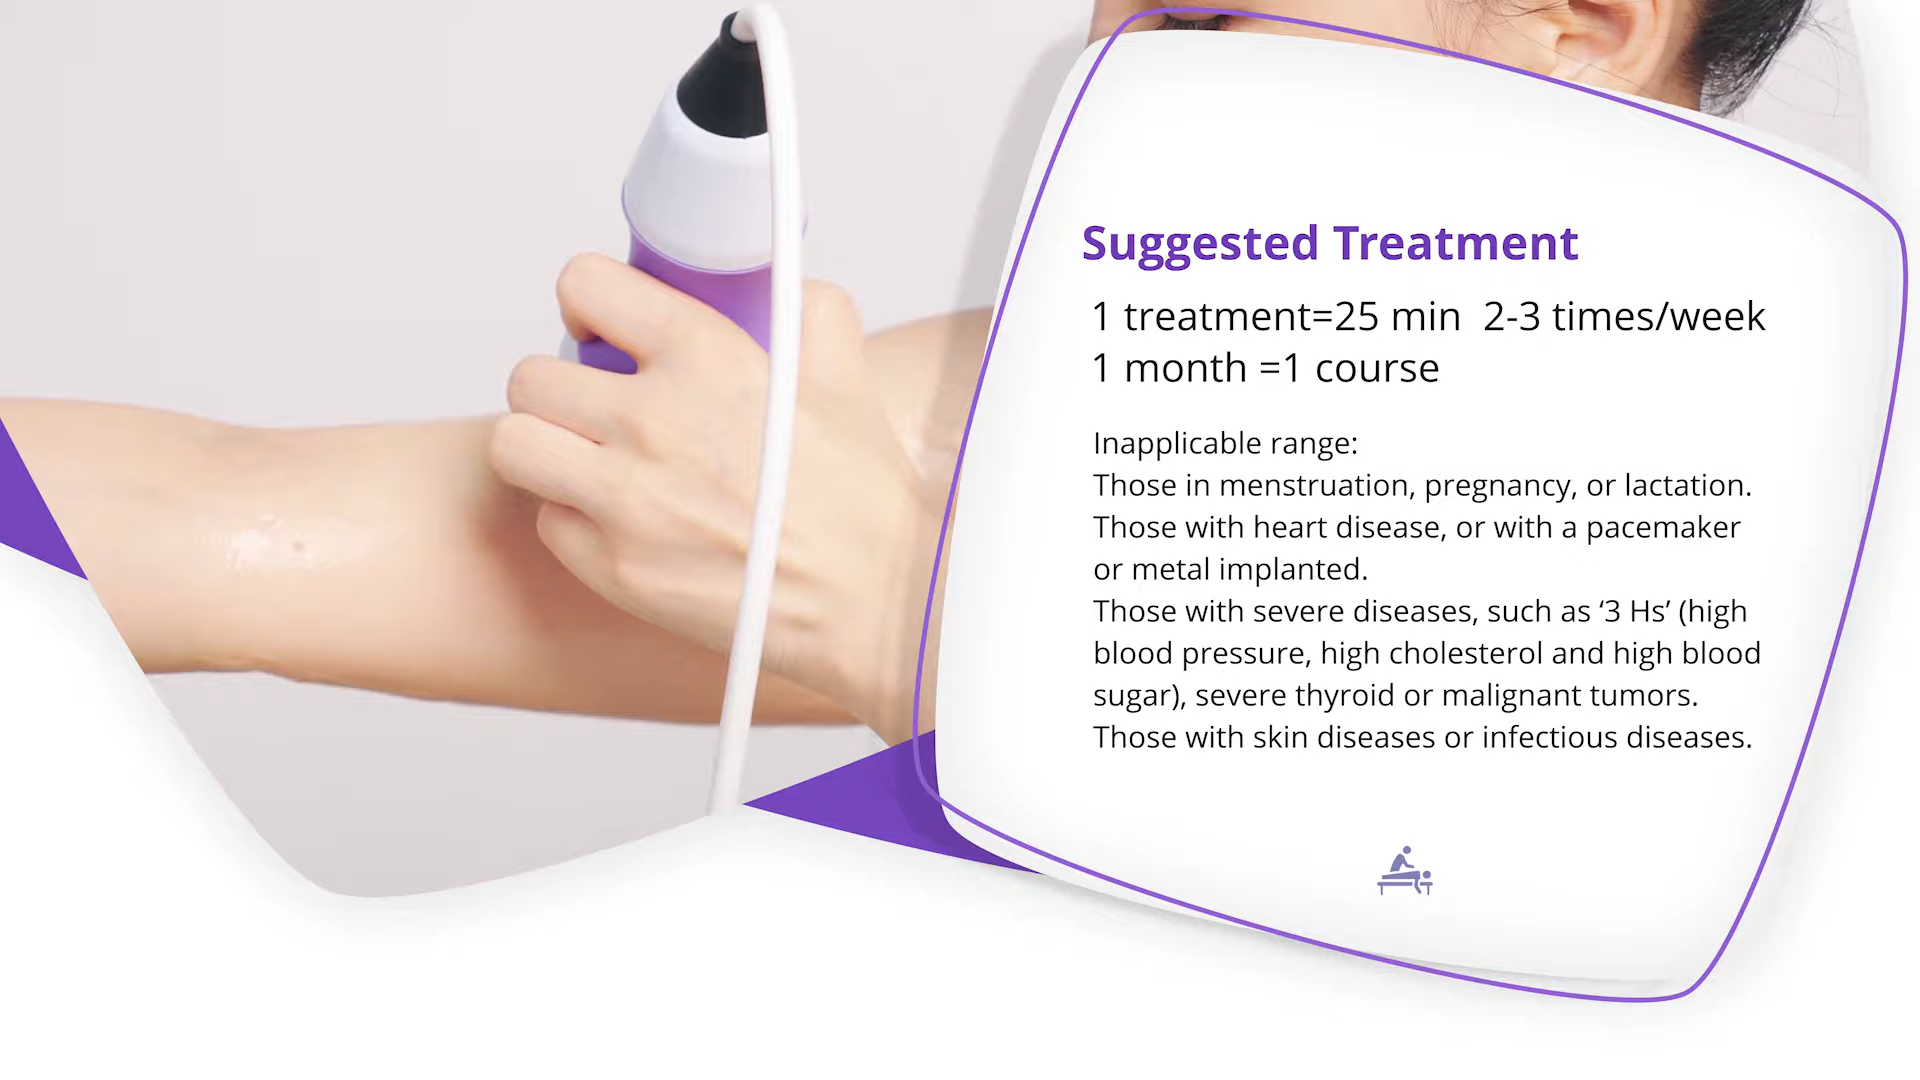 Suggested Treatment
1 treatment=25 min  2-3 times/week
1 month =1 course
Inapplicable range:
Those in menstruation, pregnancy, or lactation.
Those with heart disease, or with a pacemaker
or metal implanted.
Those with severe diseases, such as ‘3 Hs’ (high
blood pressure, high cholesterol and high blood
sugar), severe thyroid or malignant tumors.
Those with skin diseases or infectious diseases.